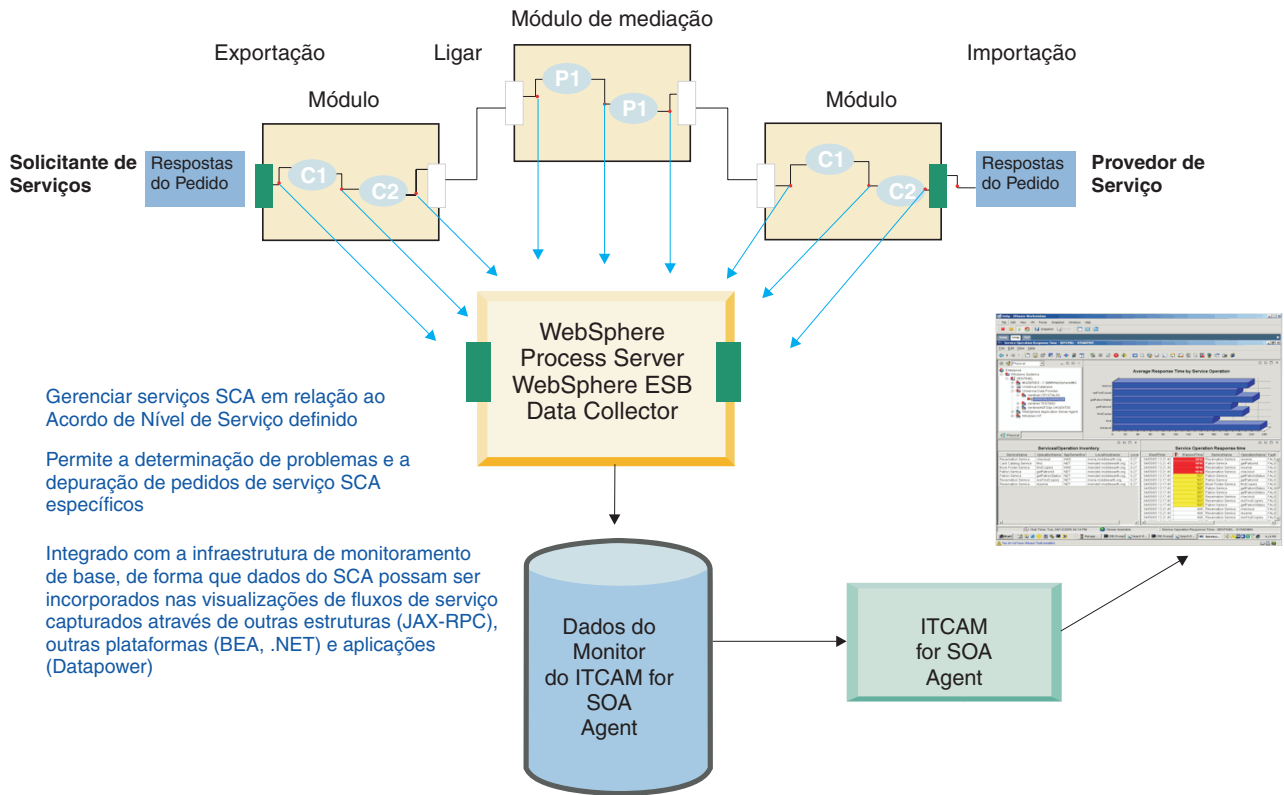 Módulo de mediação
Exportação
Ligar
Importação
Módulo
Módulo
P1
P1
Solicitante de
Serviços
Respostas
do Pedido
C1
C2
C1
C2
Respostas
do Pedido
Provedor de
Serviço
WebSphere
Process Server
WebSphere ESB
Data Collector
Gerenciar serviços SCA em relação ao
Acordo de Nível de Serviço definido
Permite a determinação de problemas e a
depuração de pedidos de serviço SCA
específicos
Integrado com a infraestrutura de monitoramento
de base, de forma que dados do SCA possam ser
incorporados nas visualizações de fluxos de serviço
capturados através de outras estruturas (JAX-RPC),
outras plataformas (BEA, .NET) e aplicações
(Datapower)
Average Response Time by Service Operation
Services/Operation Inventory
Service Operation Response time
Dados do
Monitor
do ITCAM for
SOA
Agent
ITCAM
for SOA
Agent